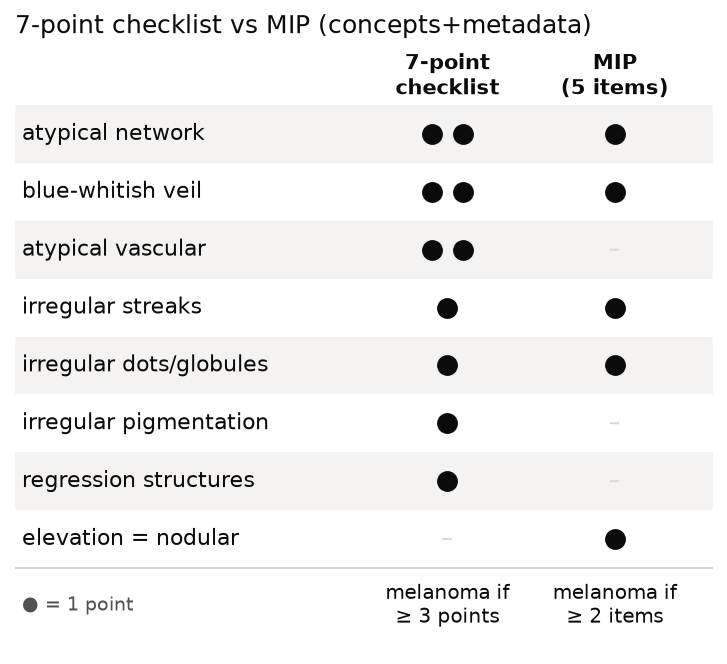 7-point checklist vs MIP (concepts+metadata)
7-point checklist
MIP (5 items)
atypical network
blue-whitish veil
atypical vascular –
irregular streaks
irregular dots/globules
irregular pigmentation –
regression structures –
elevation = nodular –
= 1 point
melanoma if ≥ 3 points
melanoma if ≥ 2 items